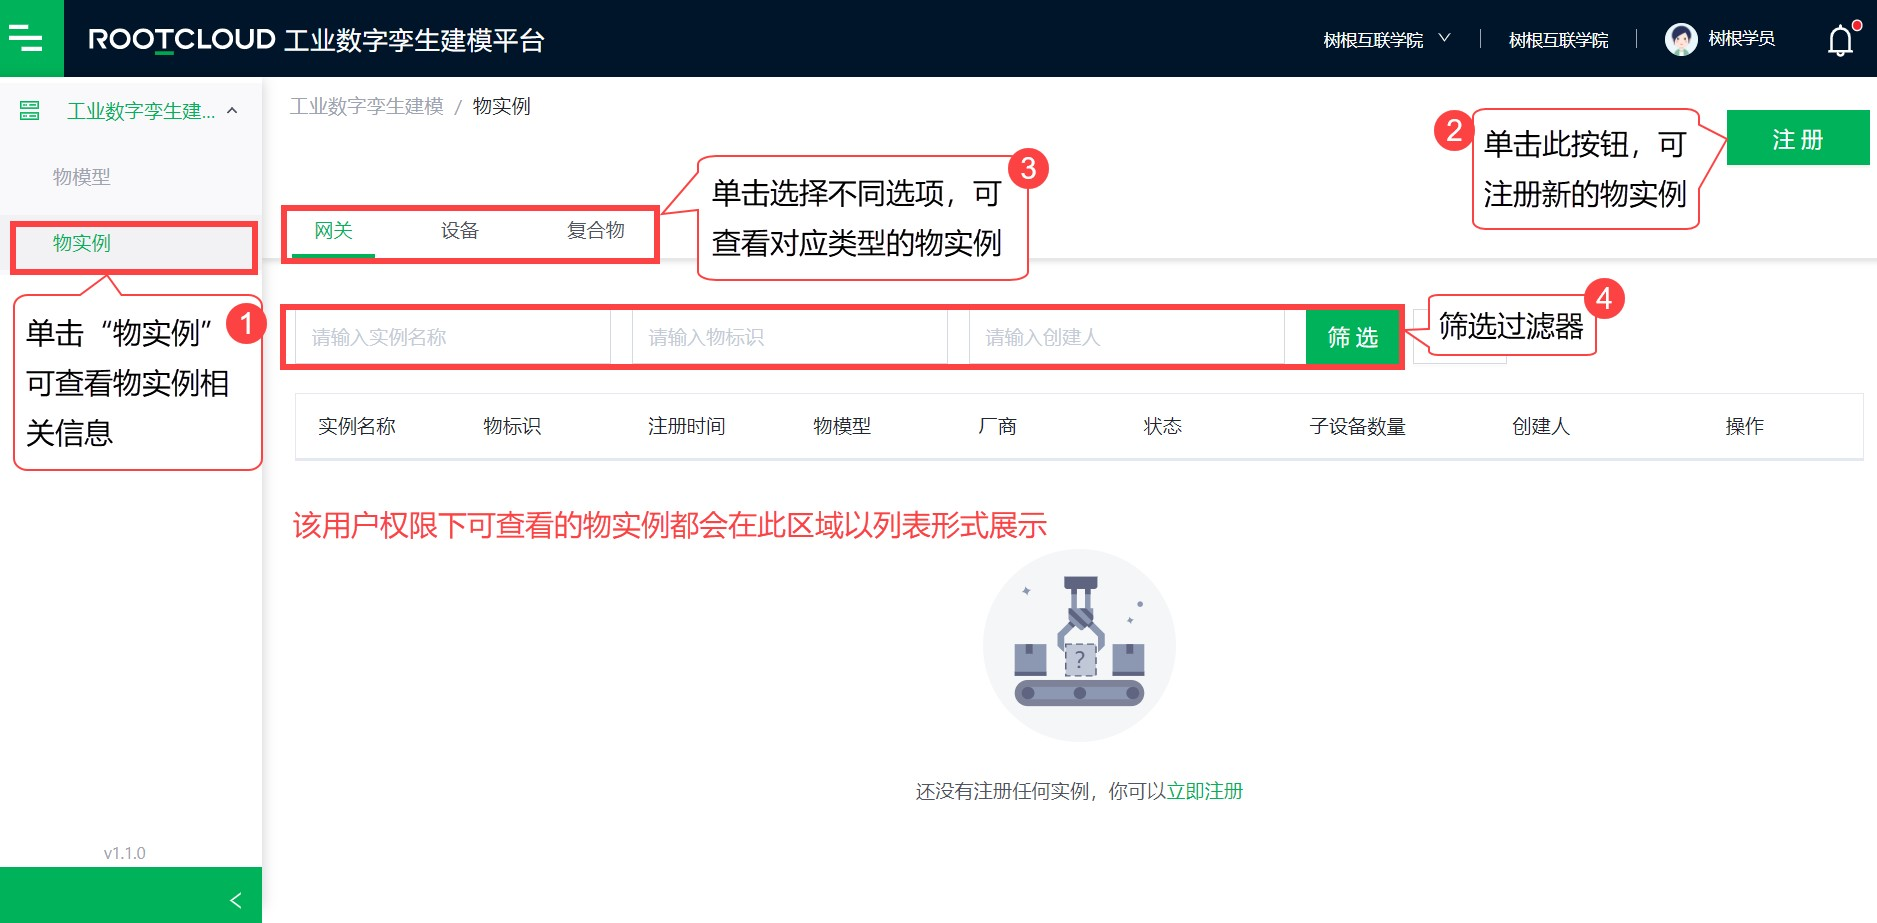 ROOTCLOUD 工业数字孪生建模平台
树根互联学院
树根互联学院
树根学员
工业数字孪生建...
物模型
物实例
工业数字孪生建模 / 物实例
1
单击“物实例”
可查看物实例相
关信息
2
单击此按钮，可
注册新的物实例
注 册
3
单击选择不同选项，可
查看对应类型的物实例
网关
设备
复合物
4
筛选过滤器
请输入实例名称
请输入物标识
请输入创建人
筛 选
实例名称
物标识
注册时间
物模型
厂商
状态
子设备数量
创建人
操作
该用户权限下可查看的物实例都会在此区域以列表形式展示
?
还没有注册任何实例，你可以立即注册
v1.1.0